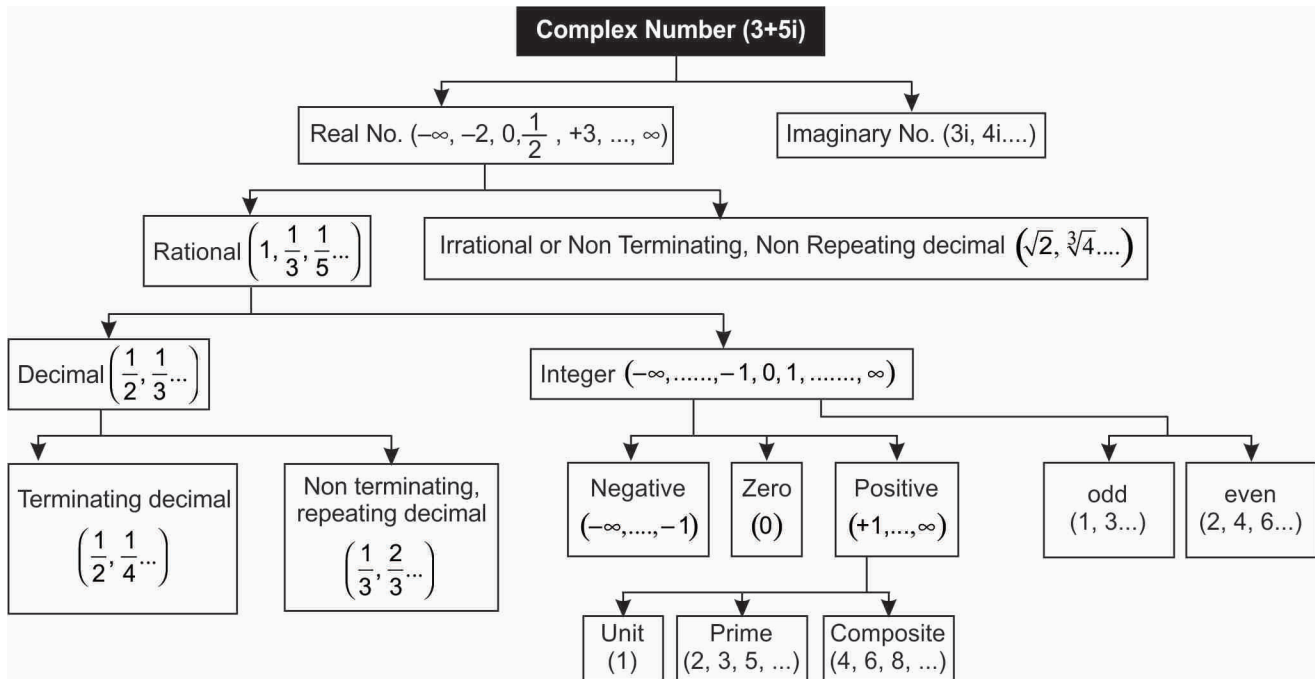 Complex Number (3+5i)
Real No. (–∞, –2, 0, 1/2 , +3, ..., ∞)
Imaginary No. (3i, 4i....)
Rational (1, 1/3, 1/5...)
Irrational or Non Terminating, Non Repeating decimal (√2, ∛4....)
Decimal (1/2, 1/3...)
Integer (–∞,......,–1, 0, 1, ......., ∞)
Terminating decimal
(1/2, 1/4...)
Non terminating,
repeating decimal
(1/3, 2/3...)
Negative
(–∞,....,–1)
Zero
(0)
Positive
(+1,...,∞)
odd
(1, 3...)
even
(2, 4, 6...)
Unit
(1)
Prime
(2, 3, 5, ...)
Composite
(4, 6, 8, ...)